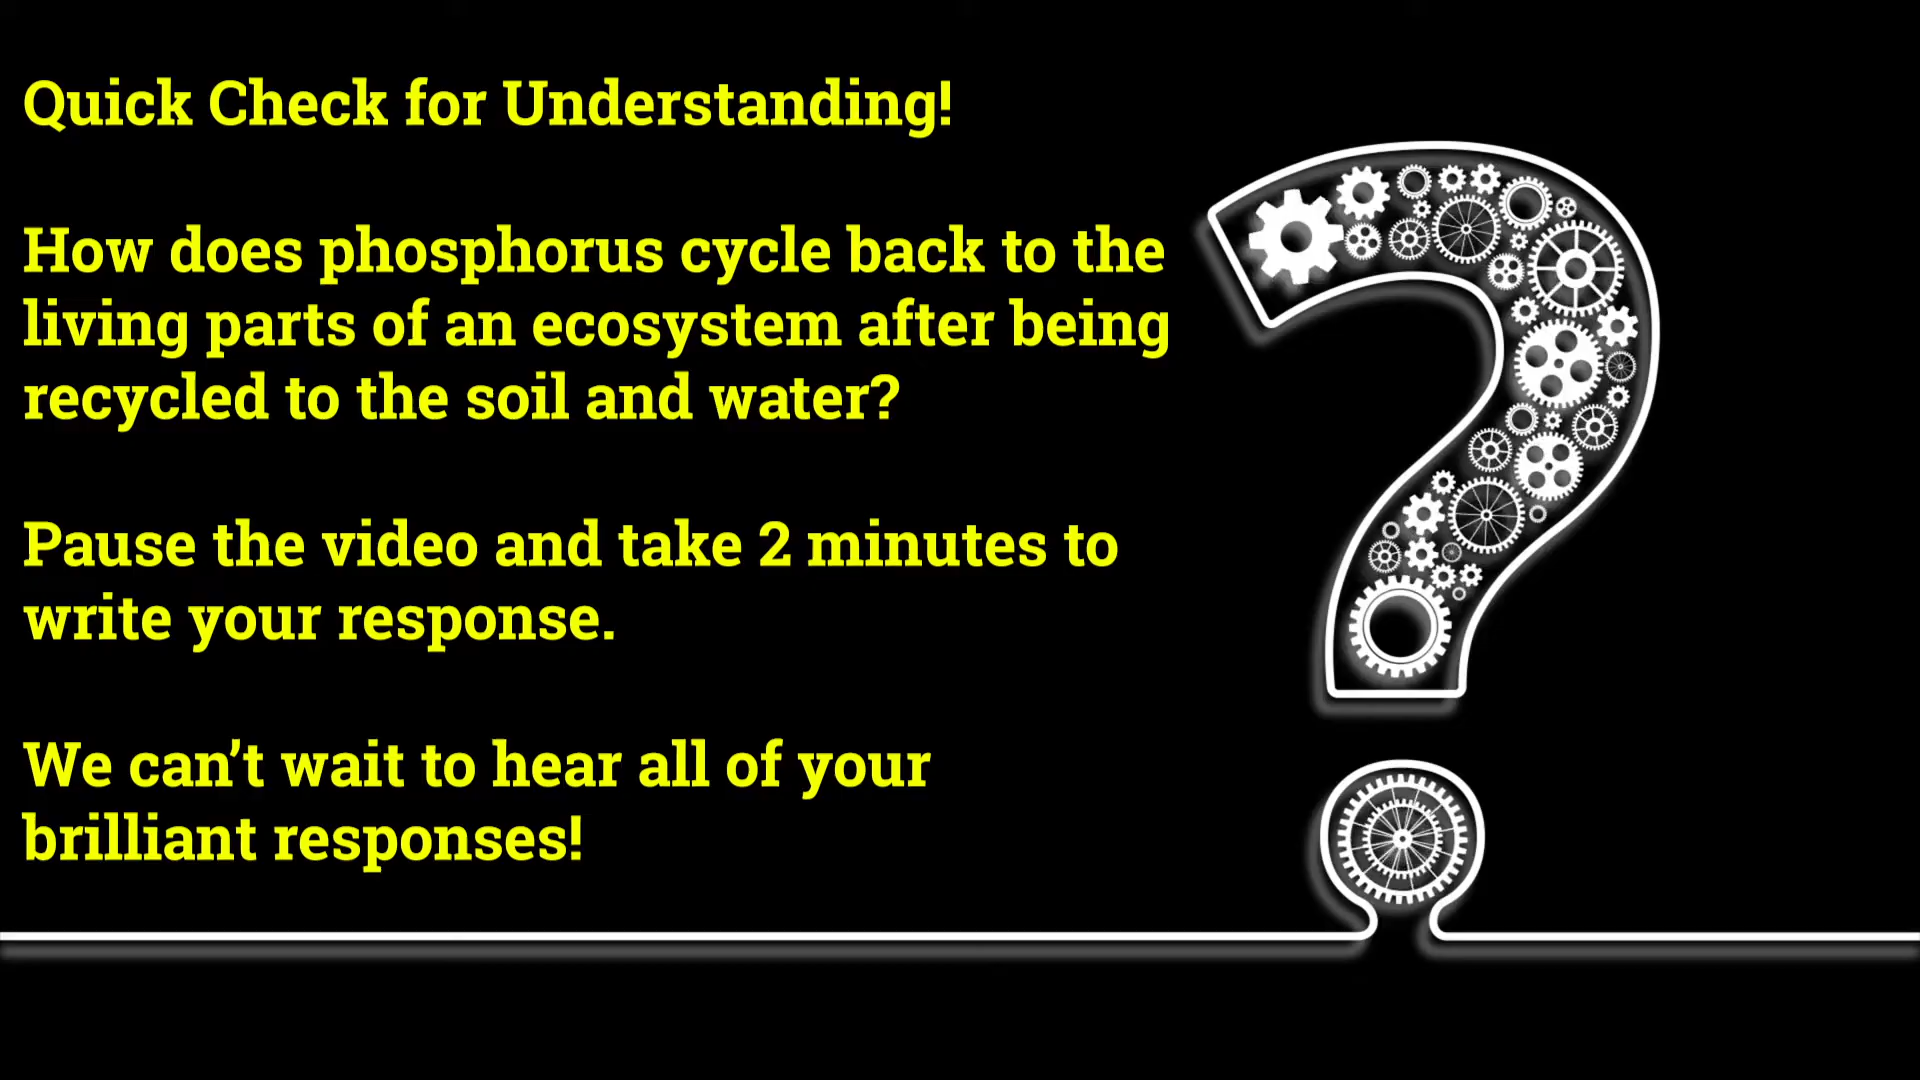 Quick Check for Understanding!
How does phosphorus cycle back to the
living parts of an ecosystem after being
recycled to the soil and water?
Pause the video and take 2 minutes to
write your response.
We can’t wait to hear all of your
brilliant responses!